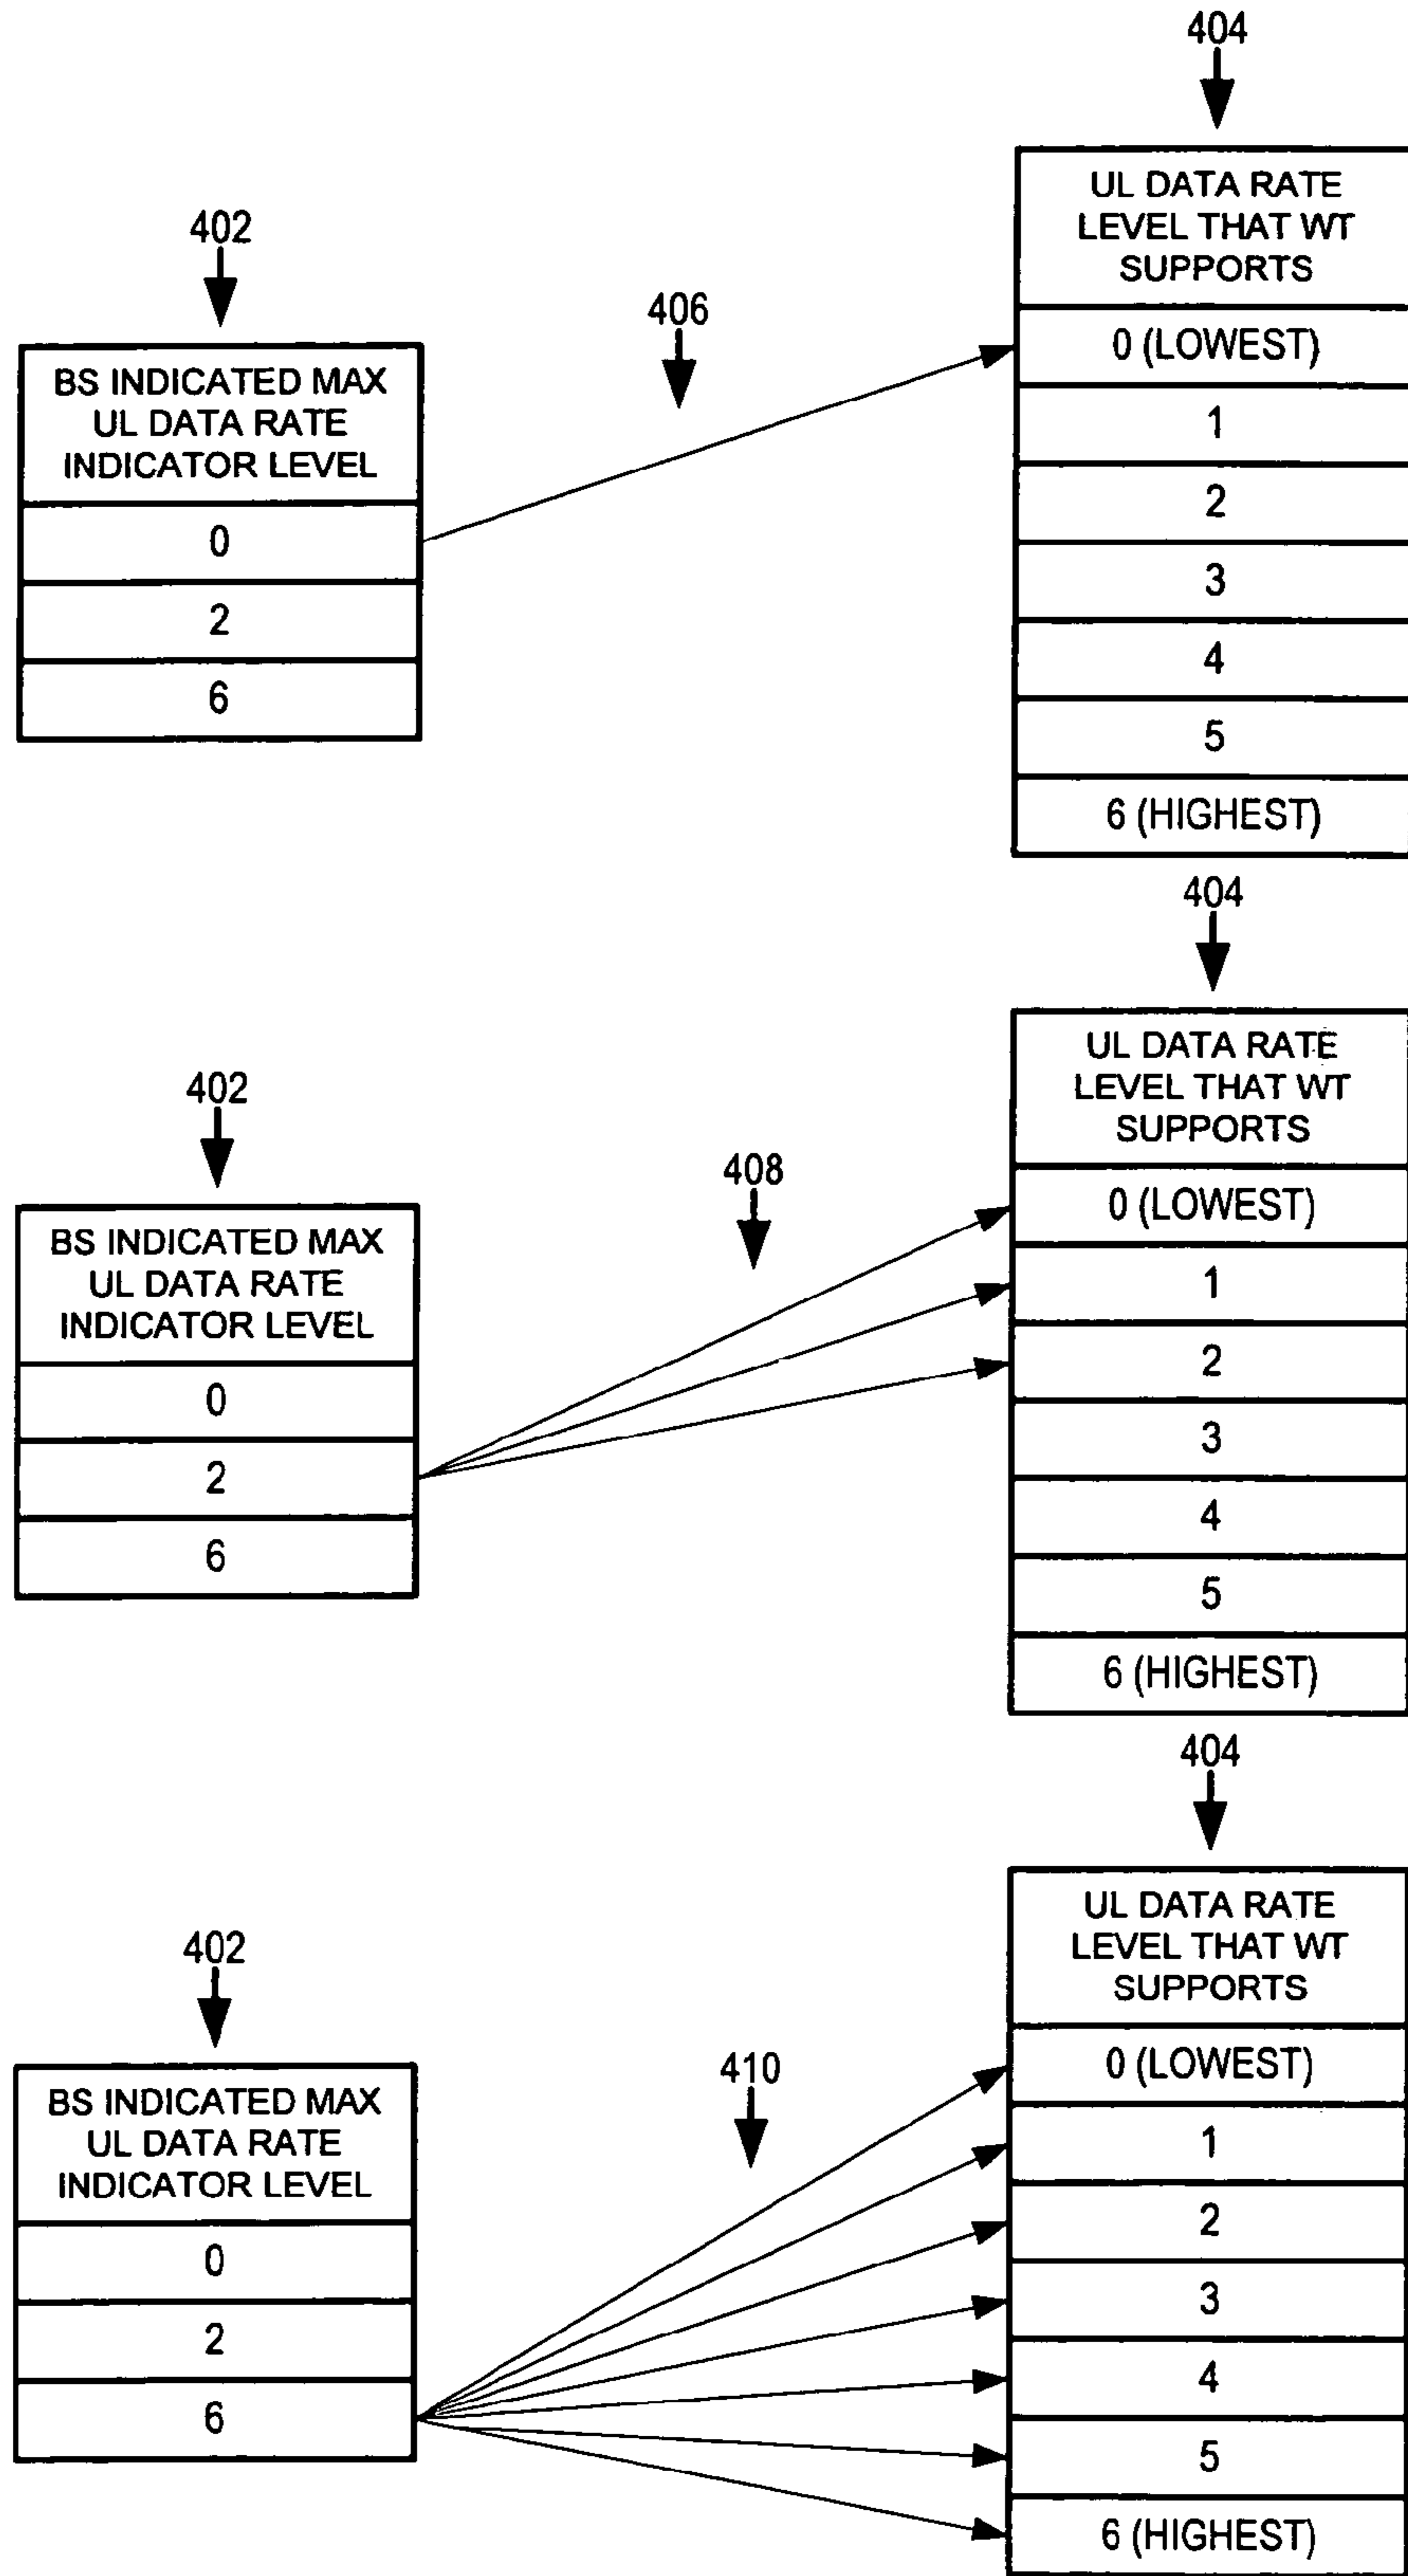 404
UL DATA RATE
LEVEL THAT WT
SUPPORTS
0 (LOWEST)
1
2
3
4
5
6 (HIGHEST)
402
BS INDICATED MAX
UL DATA RATE
INDICATOR LEVEL
0
2
6
406
404
UL DATA RATE
LEVEL THAT WT
SUPPORTS
0 (LOWEST)
1
2
3
4
5
6 (HIGHEST)
402
BS INDICATED MAX
UL DATA RATE
INDICATOR LEVEL
0
2
6
408
404
UL DATA RATE
LEVEL THAT WT
SUPPORTS
0 (LOWEST)
1
2
3
4
5
6 (HIGHEST)
402
BS INDICATED MAX
UL DATA RATE
INDICATOR LEVEL
0
2
6
410